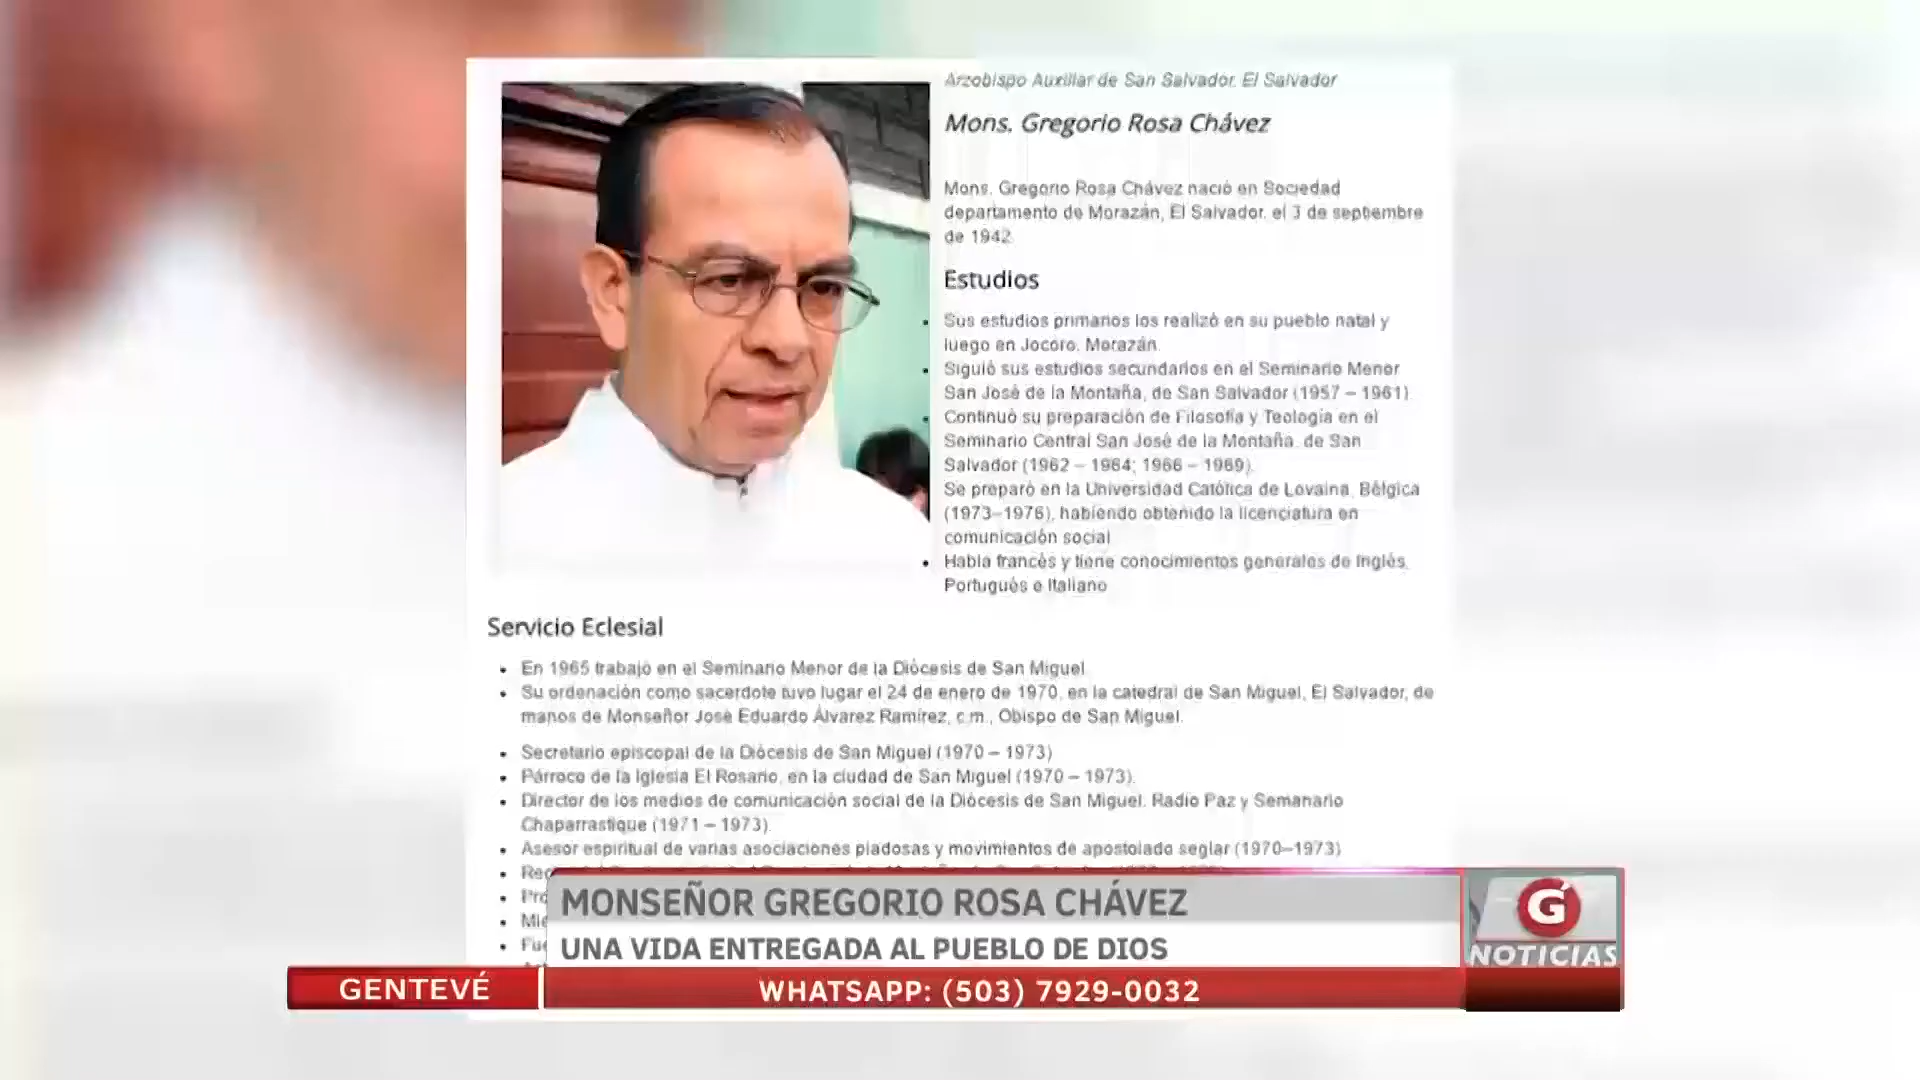 Arzobispo Auxiliar de San Salvador. El Salvador
Mons. Gregorio Rosa Chávez
Mons. Gregorio Rosa Chávez nació en Sociedad
departamento de Morazán, El Salvador. el 3 de septiembre
de 1942
Estudios
Sus estudios primarios los realizó en su pueblo natal y
luego en Jocoro. Morazán.
Siguió sus estudios secundarios en el Seminario Menor
San José de la Montaña, de San Salvador (1957 – 1961)
Continuó su preparación de Filosofía y Teología en el
Seminario Central San José de la Montaña. de San
Salvador (1962 – 1964; 1966 – 1969).
Se preparó en la Universidad Católica de Lovaina, Bélgica
(1973–1976), habiendo obtenido la licenciatura en
comunicación social
Habla francés y tiene conocimientos generales de Inglés,
Portugués e Italiano
Servicio Eclesial
En 1965 trabajó en el Seminario Menor de la Diócesis de San Miguel
Su ordenación como sacerdote tuvo lugar el 24 de enero de 1970, en la catedral de San Miguel, El Salvador, de
manos de Monseñor José Eduardo Álvarez Ramírez, c.m., Obispo de San Miguel.
Secretario episcopal de la Diócesis de San Miguel (1970 – 1973)
Párroco de la Iglesia El Rosario, en la ciudad de San Miguel (1970 – 1973).
Director de los medios de comunicación social de la Diócesis de San Miguel. Radio Paz y Semanario
Chaparrastique (1971 – 1973).
Asesor espiritual de varias asociaciones piadosas y movimientos de apostolado seglar (1970–1973)
MONSEÑOR GREGORIO ROSA CHÁVEZ
UNA VIDA ENTREGADA AL PUEBLO DE DIOS
G
NOTICIAS
GENTEVÉ
WHATSAPP: (503) 7929-0032